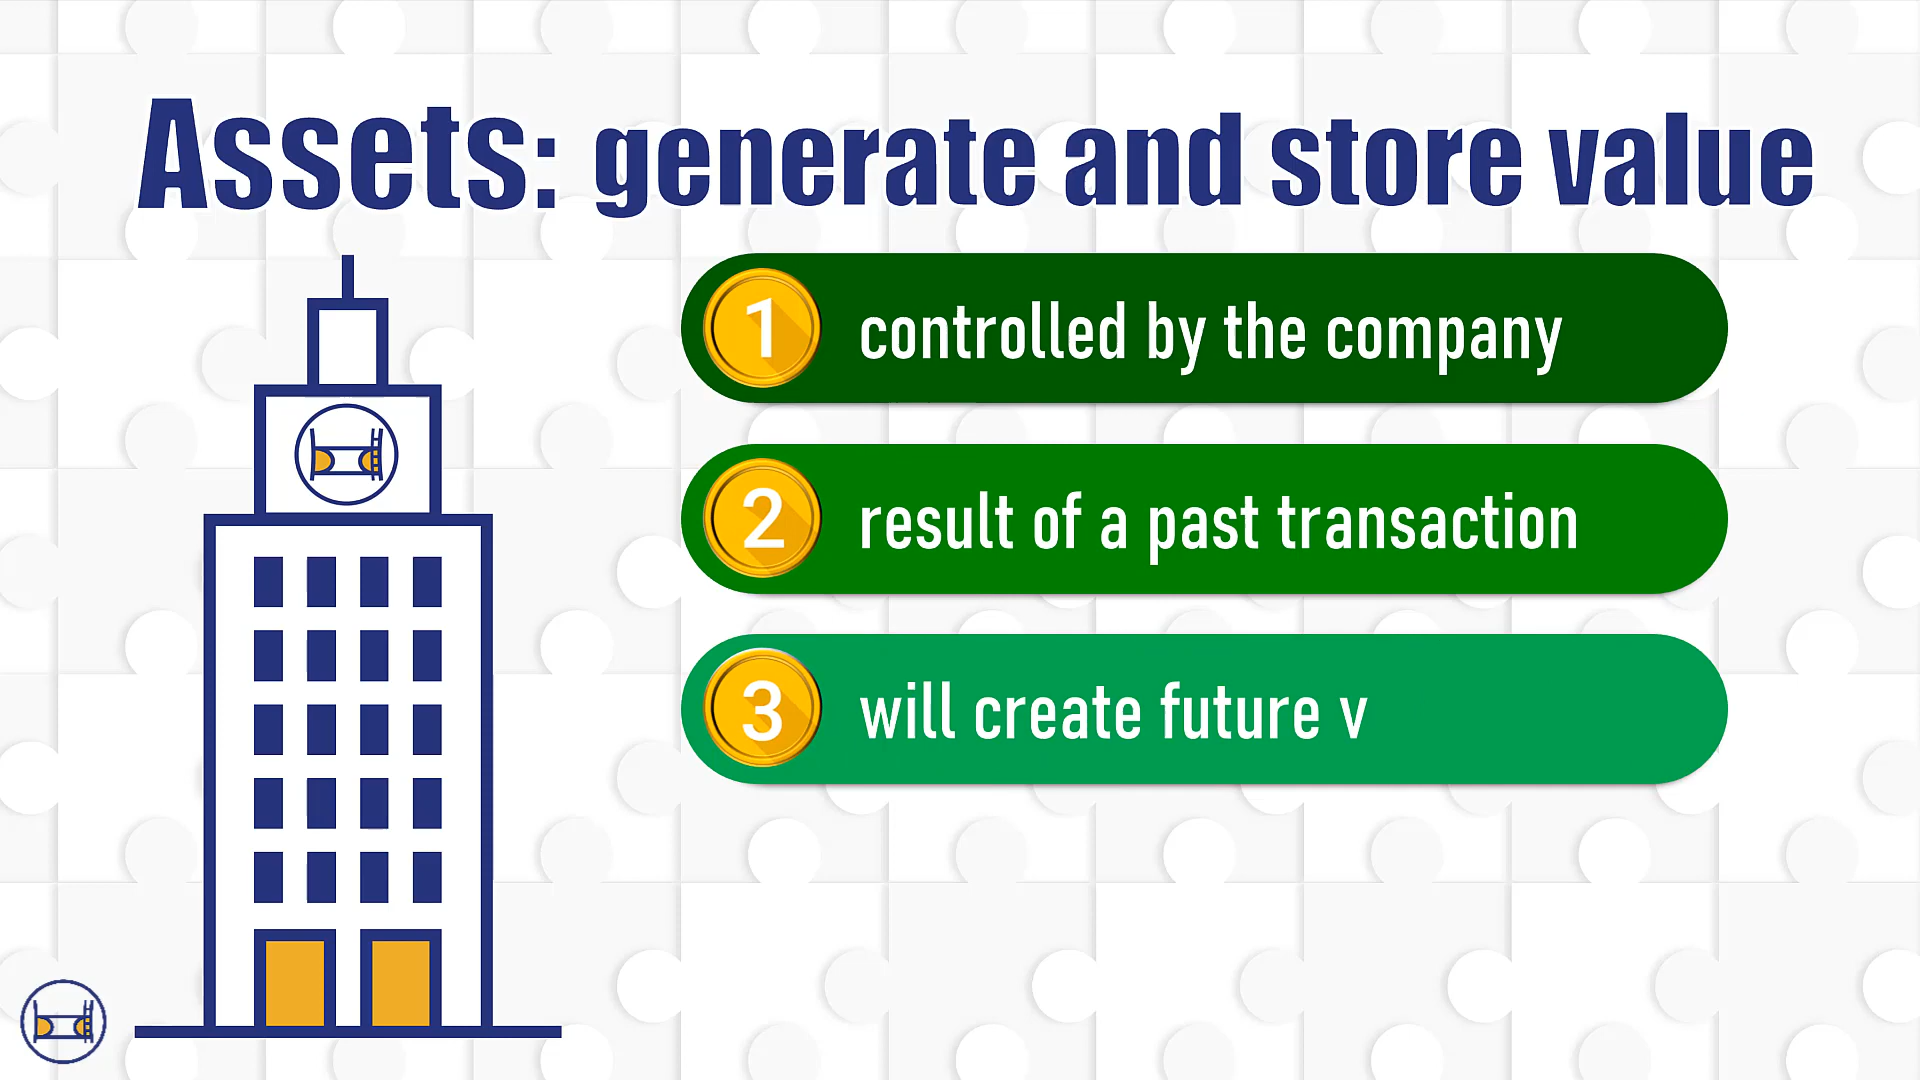 Assets: generate and store value
1 controlled by the company
2 result of a past transaction
3 will create future v